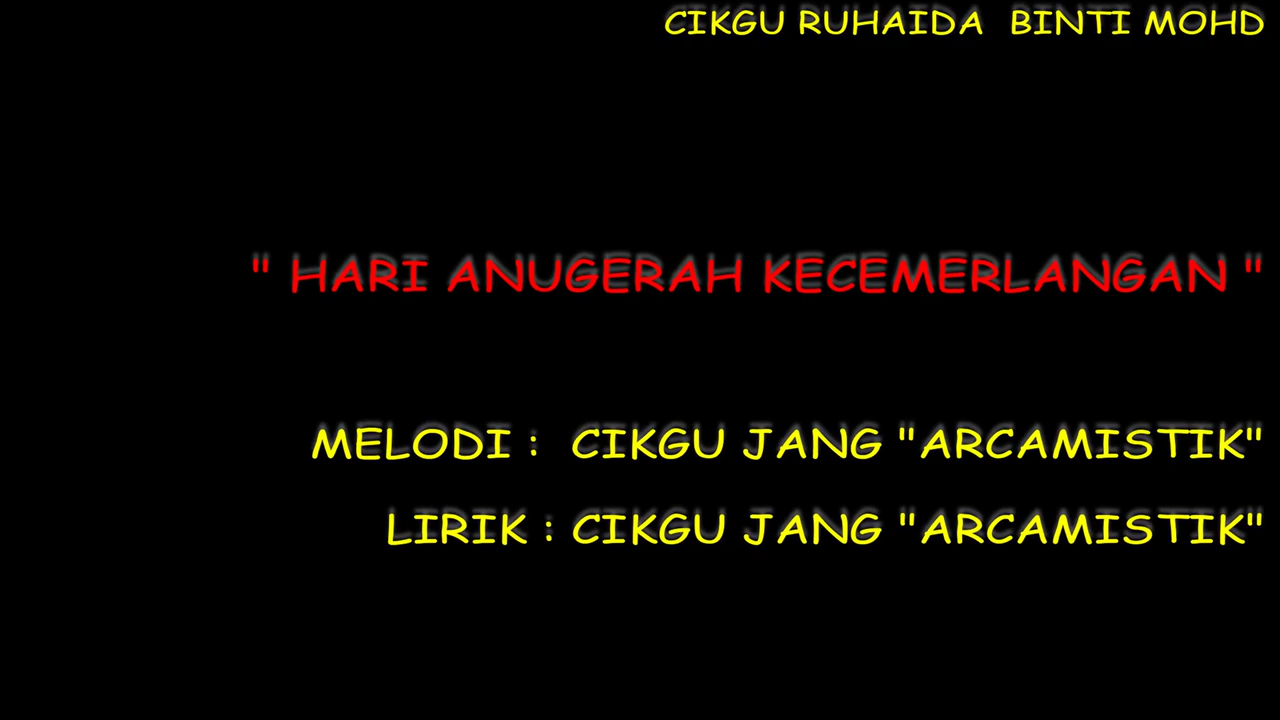 CIKGU RUHAIDA  BINTI MOHD
" HARI ANUGERAH KECEMERLANGAN "
MELODI :  CIKGU JANG "ARCAMISTIK"
LIRIK : CIKGU JANG "ARCAMISTIK"